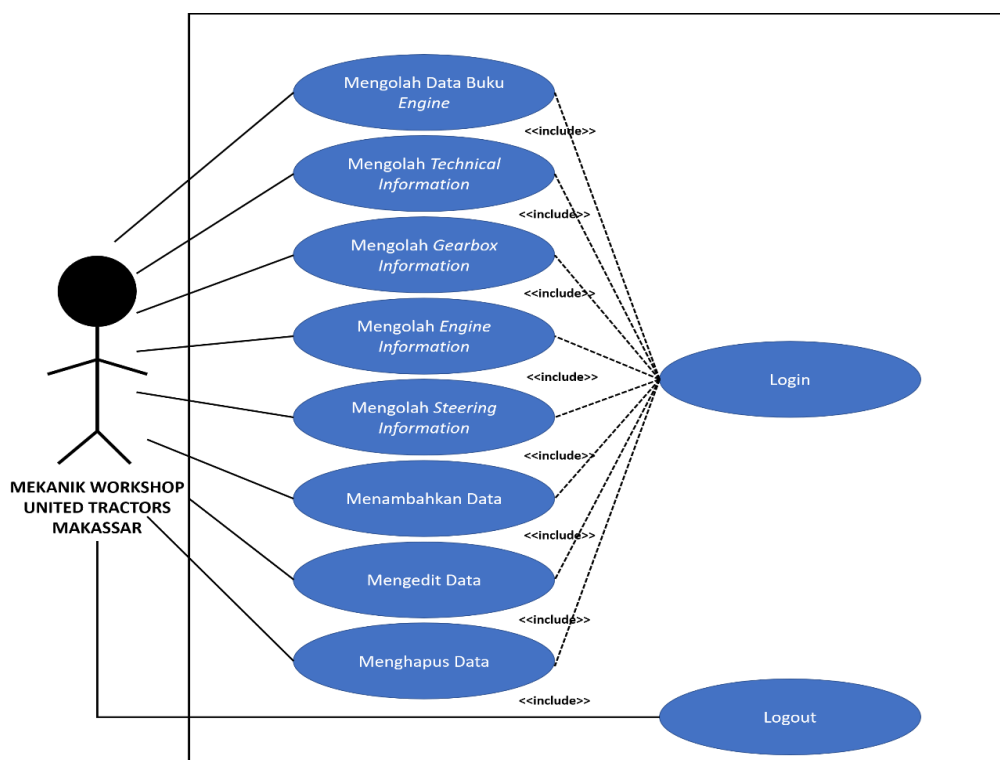 Mengolah Data Buku
Engine
<<include>>
Mengolah Technical
Information
<<include>>
Mengolah Gearbox
Information
<<include>>
Mengolah Engine
Information
<<include>>
Login
Mengolah Steering
Information
<<include>>
MEKANIK WORKSHOP
UNITED TRACTORS
MAKASSAR
Menambahkan Data
<<include>>
Mengedit Data
<<include>>
Menghapus Data
<<include>>
Logout